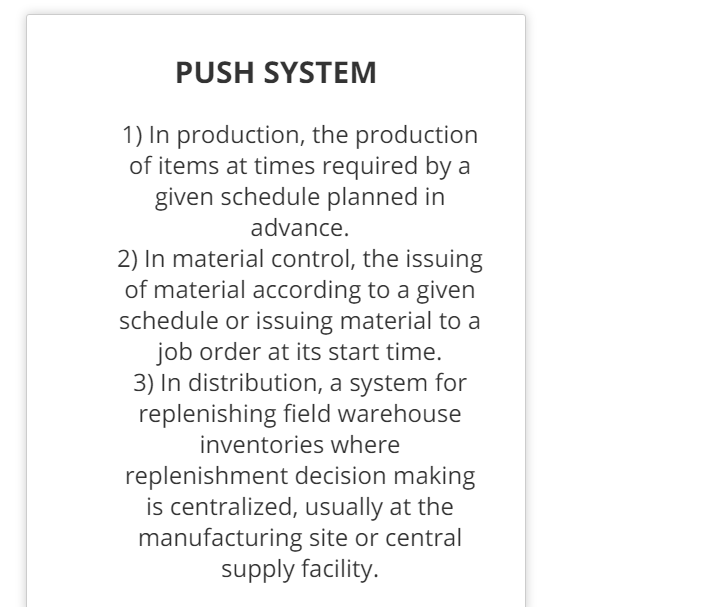 PUSH SYSTEM
1) In production, the production
of items at times required by a
given schedule planned in
advance.
2) In material control, the issuing
of material according to a given
schedule or issuing material to a
job order at its start time.
3) In distribution, a system for
replenishing field warehouse
inventories where
replenishment decision making
is centralized, usually at the
manufacturing site or central
supply facility.